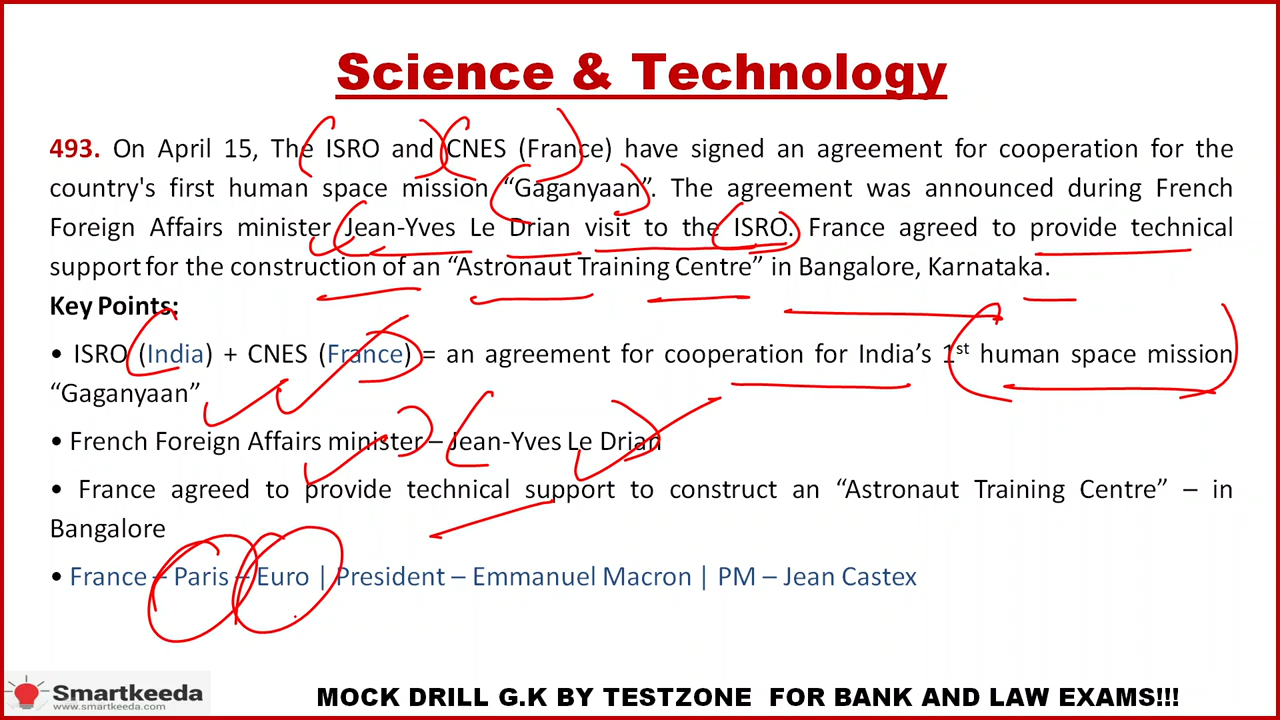 Science & Technology
493. On April 15, The ISRO and CNES (France) have signed an agreement for cooperation for the
country's first human space mission “Gaganyaan”. The agreement was announced during French
Foreign Affairs minister Jean-Yves Le Drian visit to the ISRO. France agreed to provide technical
support for the construction of an “Astronaut Training Centre” in Bangalore, Karnataka.
Key Points:
• ISRO (India) + CNES (France) = an agreement for cooperation for India’s 1st human space mission
“Gaganyaan”
• French Foreign Affairs minister – Jean-Yves Le Drian
• France agreed to provide technical support to construct an “Astronaut Training Centre” – in
Bangalore
• France – Paris – Euro | President – Emmanuel Macron | PM – Jean Castex
Smartkeeda
www.smartkeeda.com
MOCK DRILL G.K BY TESTZONE FOR BANK AND LAW EXAMS!!!